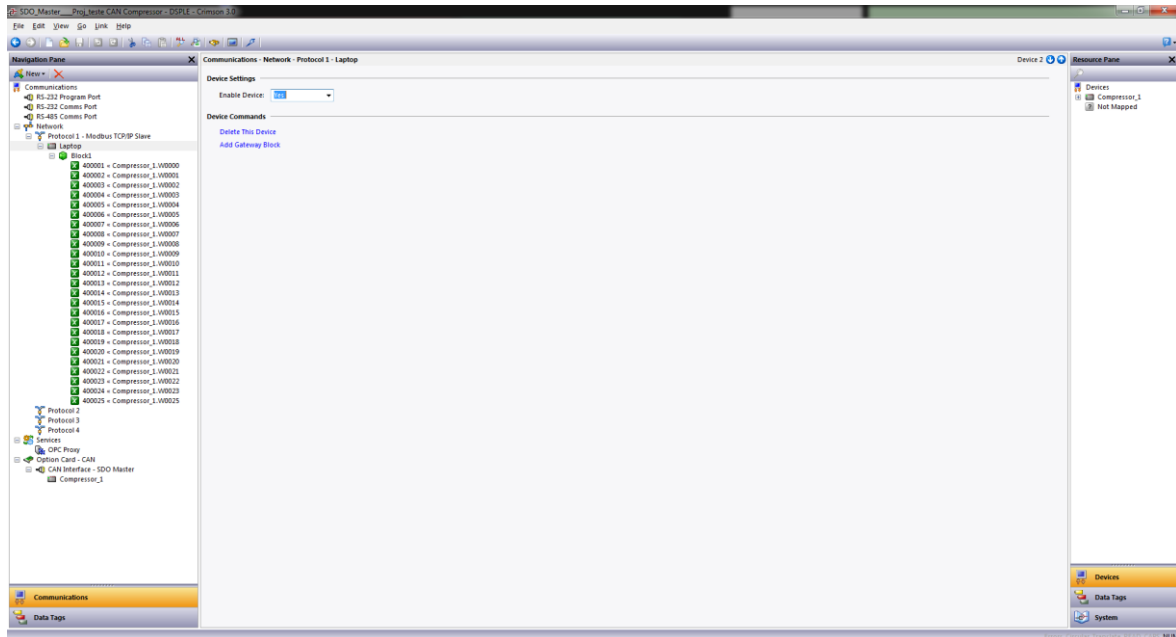 SDO_Master___Proj_teste CAN Compressor - DSPLE - Crimson 3.0
File Edit View Go Link Help
Navigation Pane
New
Communications
RS-232 Program Port
RS-232 Comms Port
RS-485 Comms Port
Network
Protocol 1 - Modbus TCP/IP Slave
Laptop
Block1
400001 « Compressor_1.W0000
400002 « Compressor_1.W0001
400003 « Compressor_1.W0002
400004 « Compressor_1.W0003
400005 « Compressor_1.W0004
400006 « Compressor_1.W0005
400007 « Compressor_1.W0006
400008 « Compressor_1.W0007
400009 « Compressor_1.W0008
400010 « Compressor_1.W0009
400011 « Compressor_1.W0010
400012 « Compressor_1.W0011
400013 « Compressor_1.W0012
400014 « Compressor_1.W0013
400015 « Compressor_1.W0014
400016 « Compressor_1.W0015
400017 « Compressor_1.W0016
400018 « Compressor_1.W0017
400019 « Compressor_1.W0018
400020 « Compressor_1.W0019
400021 « Compressor_1.W0020
400022 « Compressor_1.W0021
400023 « Compressor_1.W0022
400024 « Compressor_1.W0023
400025 « Compressor_1.W0025
Protocol 2
Protocol 3
Protocol 4
Services
OPC Proxy
Option Card - CAN
CAN Interface - SDO Master
Compressor_1
Communications
Data Tags
Communications - Network - Protocol 1 - Laptop
Device 2
Device Settings
Enable Device: Yes
Device Commands
Delete This Device
Add Gateway Block
Resource Pane
Devices
Compressor_1
Not Mapped
Devices
Data Tags
System